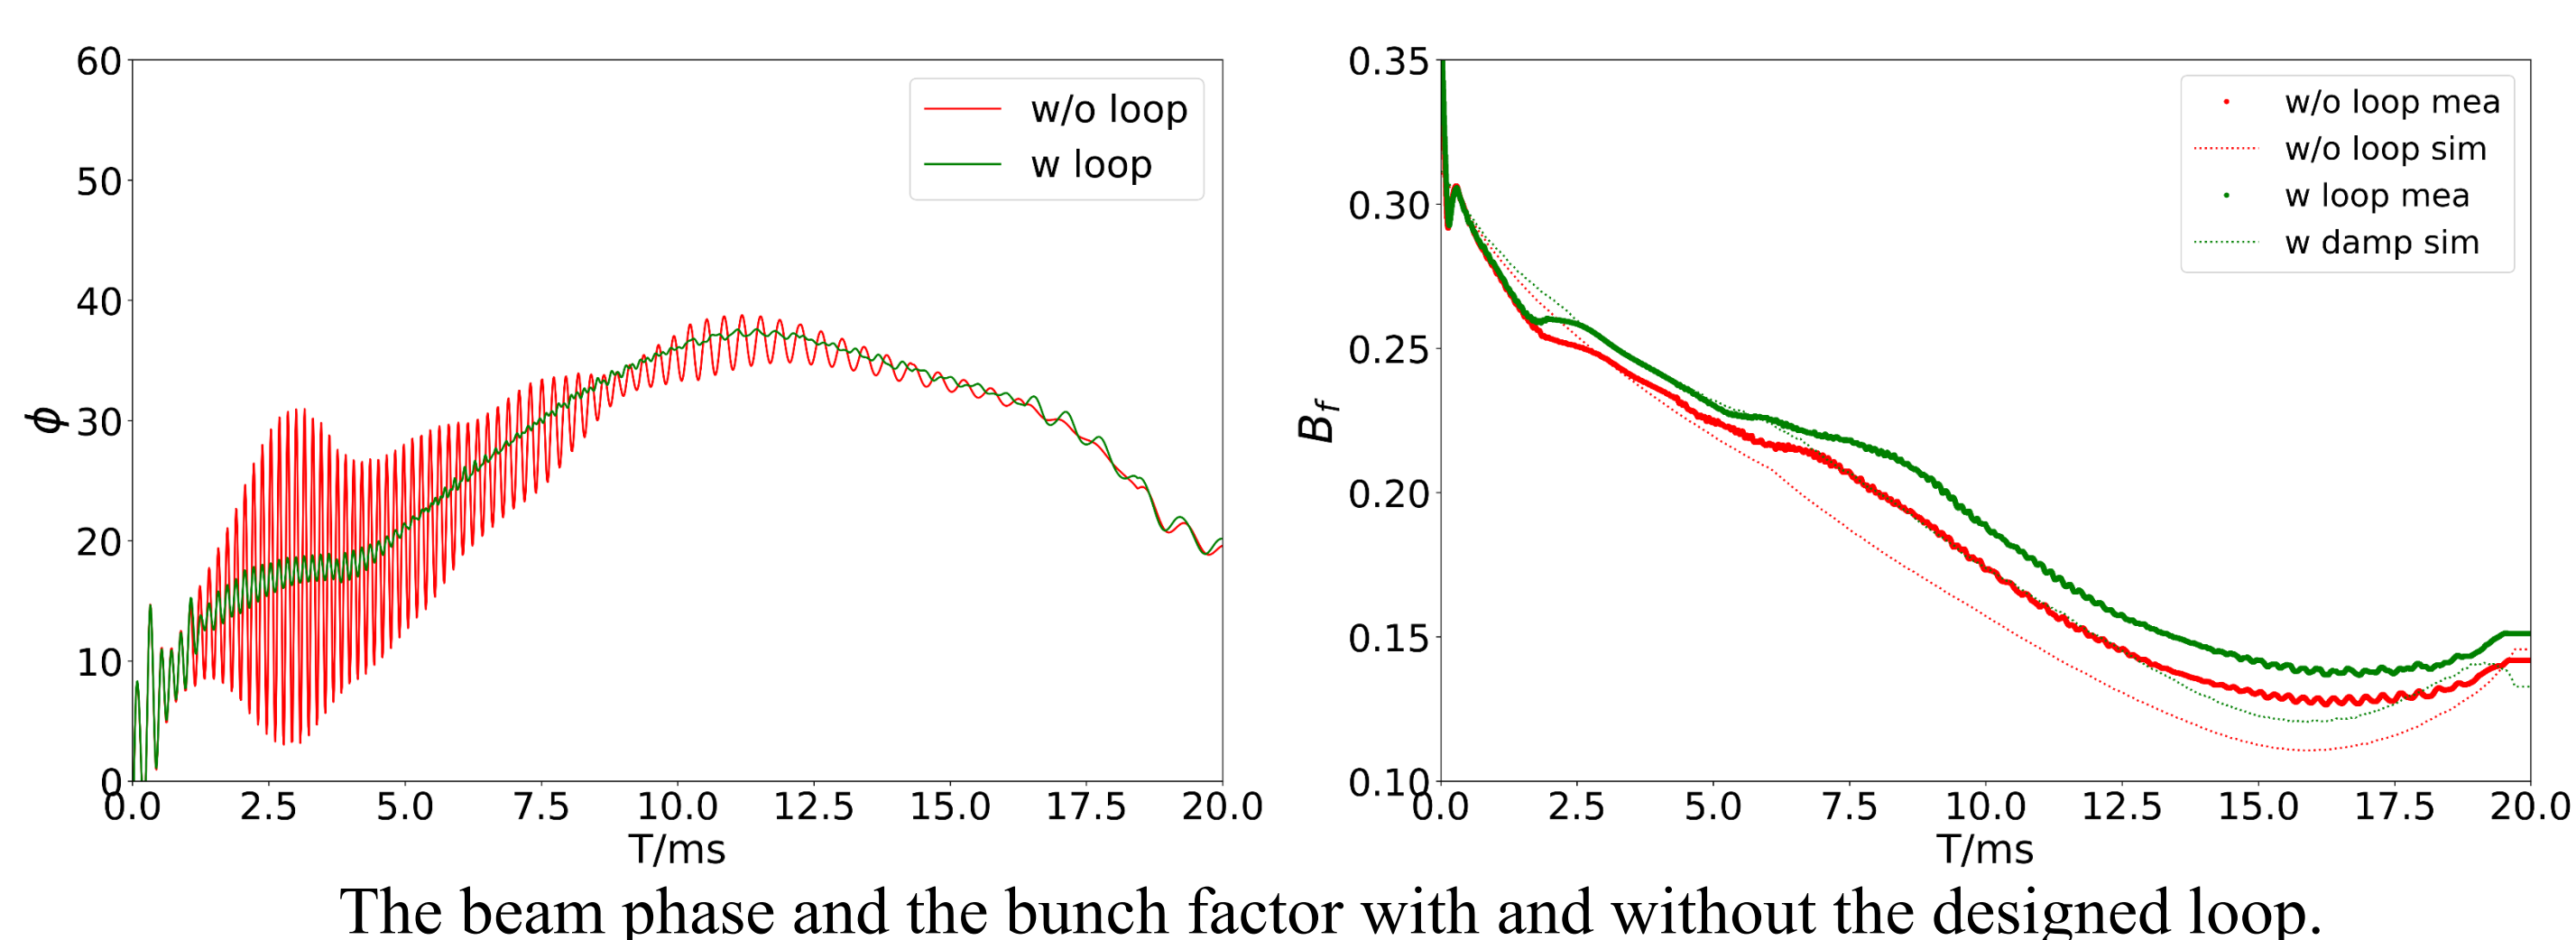 60
50
40
30
20
10
0
ϕ
0.0 2.5 5.0 7.5 10.0 12.5 15.0 17.5 20.0
T/ms
w/o loop
w loop
0.35
0.30
0.25
0.20
0.15
0.10
B_f
0.0 2.5 5.0 7.5 10.0 12.5 15.0 17.5 20.0
T/ms
w/o loop mea
w/o loop sim
w loop mea
w damp sim
The beam phase and the bunch factor with and without the designed loop.